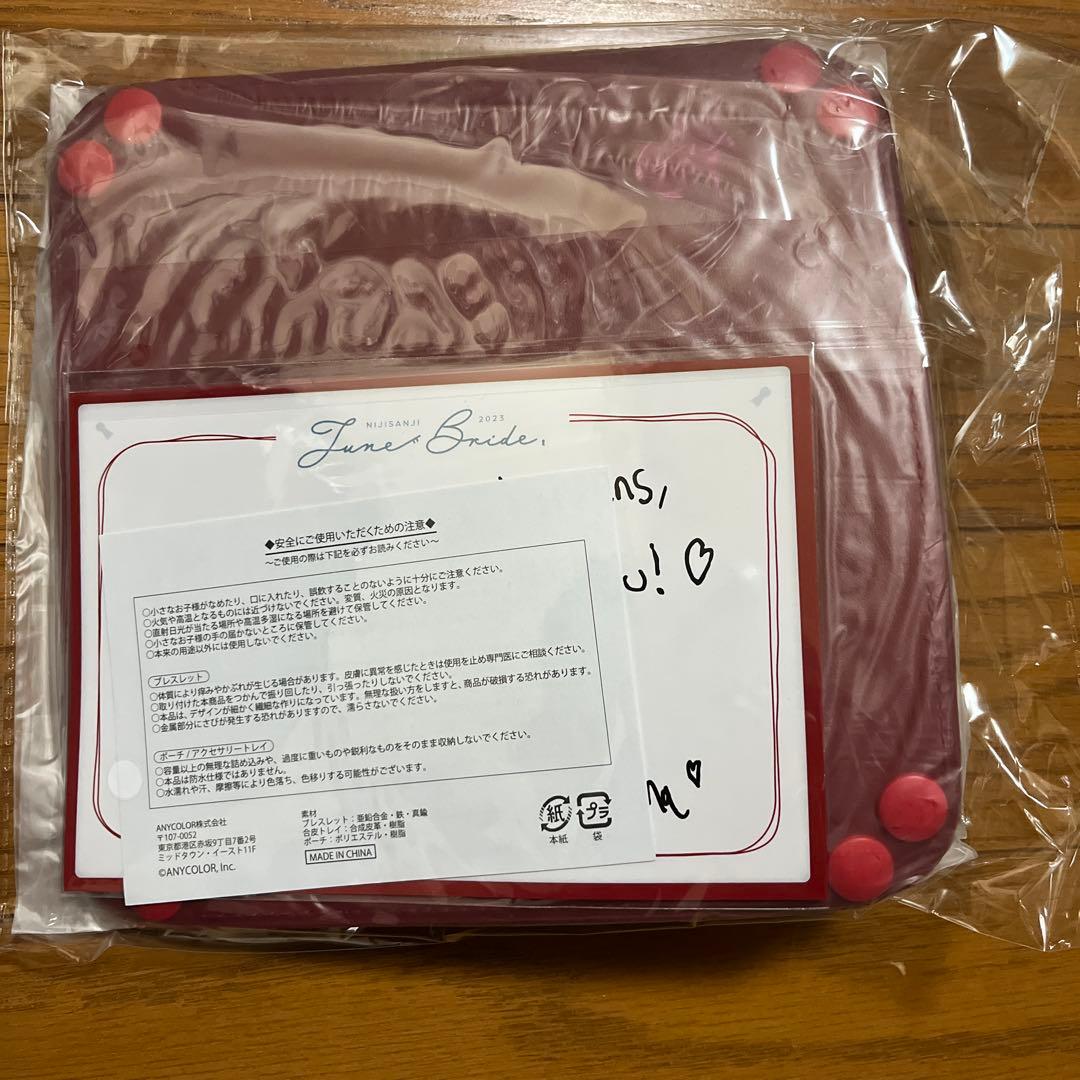 NIJISANJI 2023
June Bride
ns,
u! ♡
◆安全にご使用いただくための注意◆
～ご使用の際は下記を必ずお読みください～
○小さなお子様がなめたり、口に入れたり、誤飲することのないように十分にご注意ください。
○火気や高温となるものには近づけないでください。変質、火災の原因となります。
○直射日光が当たる場所や高温多湿になる場所を避けて保管してください。
○小さなお子様の手の届かないところに保管してください。
○本来の用途以外には使用しないでください。
ブレスレット
○体質により痒みやかぶれが生じる場合があります。皮膚に異常を感じたときは使用を止め専門医にご相談ください。
○取り付けた本商品をつかんで振り回したり、引っ張ったりしないでください。
○本品は、デザインが細かく繊細な作りになっています。無理な扱い方をしますと、商品が破損する恐れがあります。
○金属部分にさびが発生する恐れがありますので、濡らさないでください。
ポーチ/アクセサリートレイ
○容量以上の無理な詰め込みや、過度に重いものや鋭利なものをそのまま収納しないでください。
○本品は防水仕様ではありません。
○水濡れや汗、摩擦等により色落ち、色移りする可能性がございます。
ANYCOLOR株式会社
〒107-0052
東京都港区赤坂9丁目7番2号
ミッドタウン・イースト11F
©ANYCOLOR, Inc.
素材
ブレスレット：亜鉛合金・鉄・真鍮
合皮トレイ：合成皮革・樹脂
ポーチ：ポリエステル・樹脂
MADE IN CHINA
紙 プラ
本紙 袋